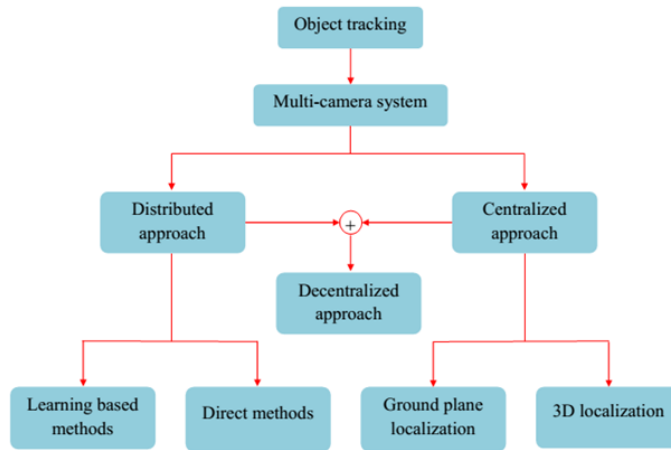 Object tracking
Multi-camera system
Distributed
approach
+
Centralized
approach
Decentralized
approach
Learning based
methods
Direct methods
Ground plane
localization
3D localization